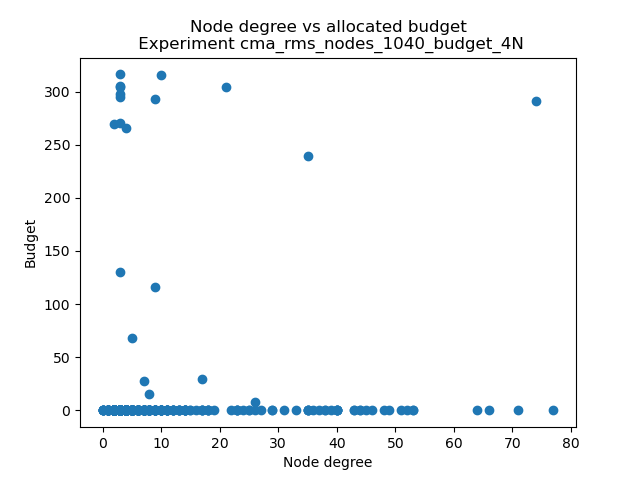 Node degree vs allocated budget
Experiment cma_rms_nodes_1040_budget_4N
300
250
200
150
100
50
0
Budget
0 10 20 30 40 50 60 70 80
Node degree